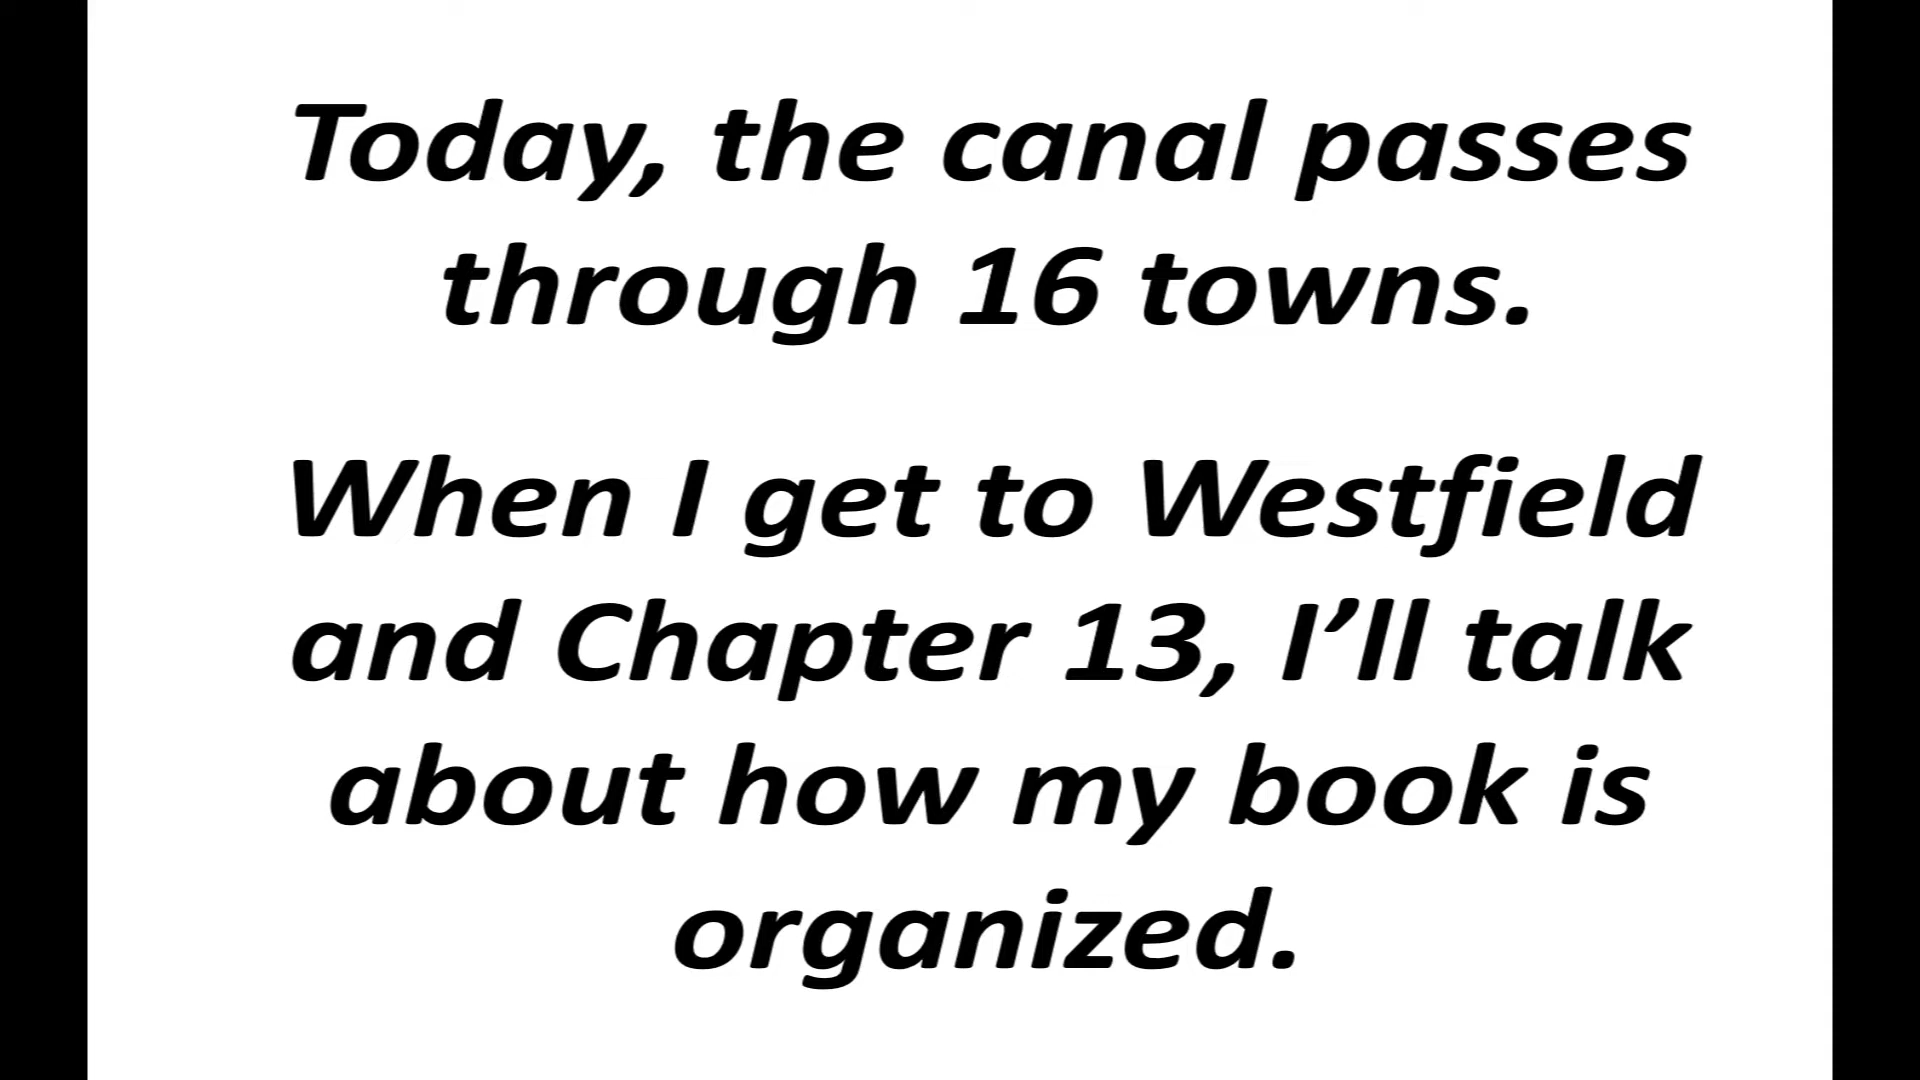 Today, the canal passes
through 16 towns.
When I get to Westfield
and Chapter 13, I’ll talk
about how my book is
organized.